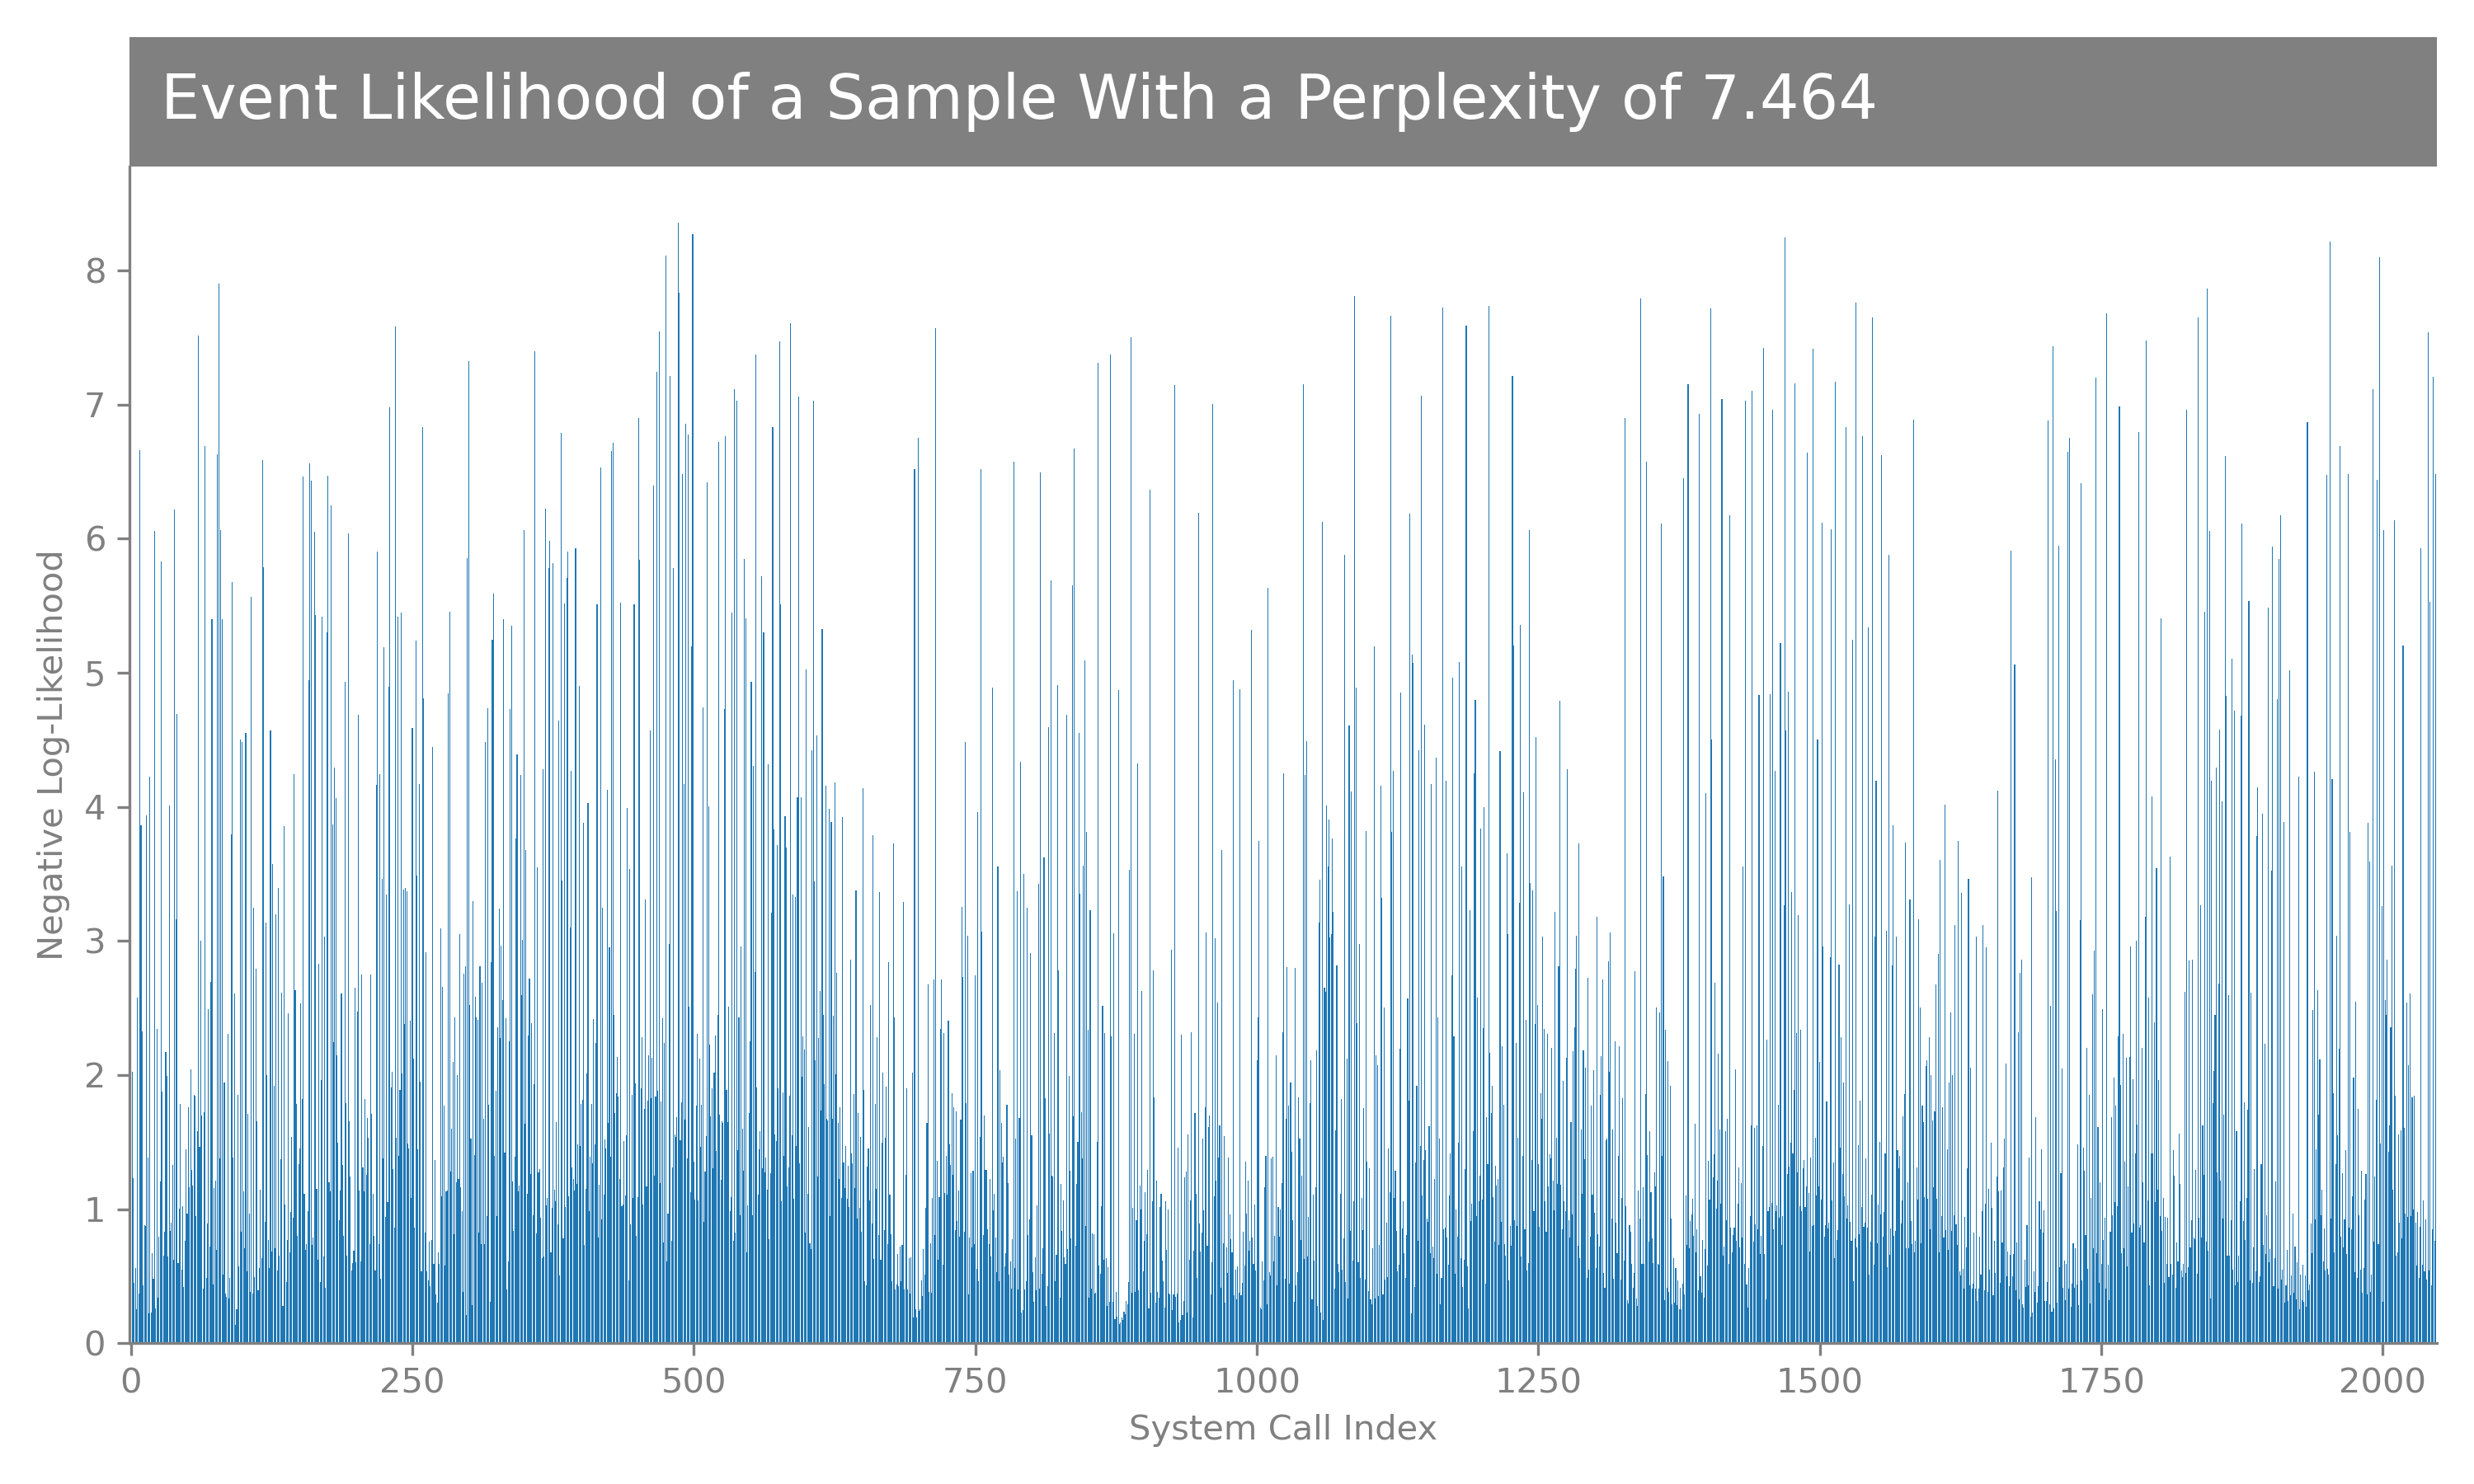 Event Likelihood of a Sample With a Perplexity of 7.464
8
7
6
5
4
3
2
1
0
Negative Log-Likelihood
0 250 500 750 1000 1250 1500 1750 2000
System Call Index